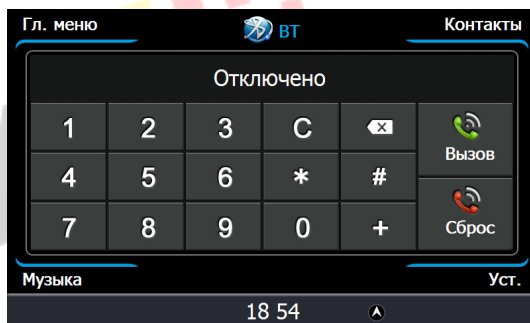 Гл. меню ВТ Контакты
Отключено
1 2 3 C
Вызов
4 5 6 * #
7 8 9 0 + Сброс
Музыка Уст.
18 54